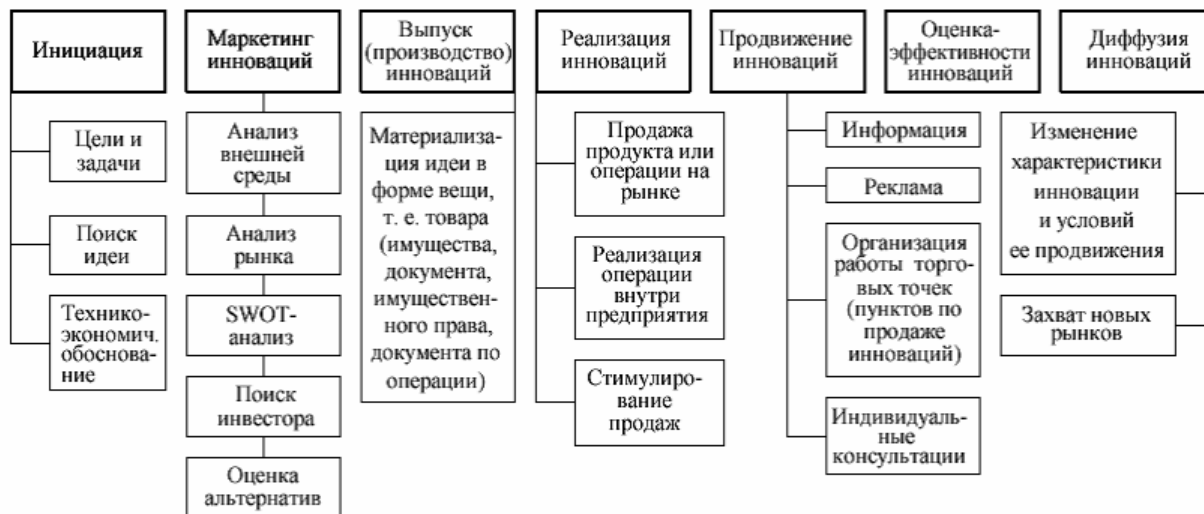 Инициация
Цели и
задачи
Поиск
идеи
Технико-
экономич.
обоснова-
ние
Маркетинг
инноваций
Анализ
внешней
среды
Анализ
рынка
SWOT-
анализ
Поиск
инвестора
Оценка
альтернатив
Выпуск
(производство)
инноваций
Материализа-
ция идеи в
форме вещи,
т. е. товара
(имущества,
документа,
имуществен-
ного права,
документа по
операции)
Реализация
инноваций
Продажа
продукта или
операции на
рынке
Реализация
операции
внутри
предприятия
Стимулиро-
вание
продаж
Продвижение
инноваций
Информация
Реклама
Организация
работы торго-
вых точек
(пунктов по
продаже
инноваций)
Индивидуаль-
ные
консультации
Оценка-
эффективности
инноваций
Диффузия
инноваций
Изменение
характеристики
инновации
и условий
ее продвижения
Захват новых
рынков